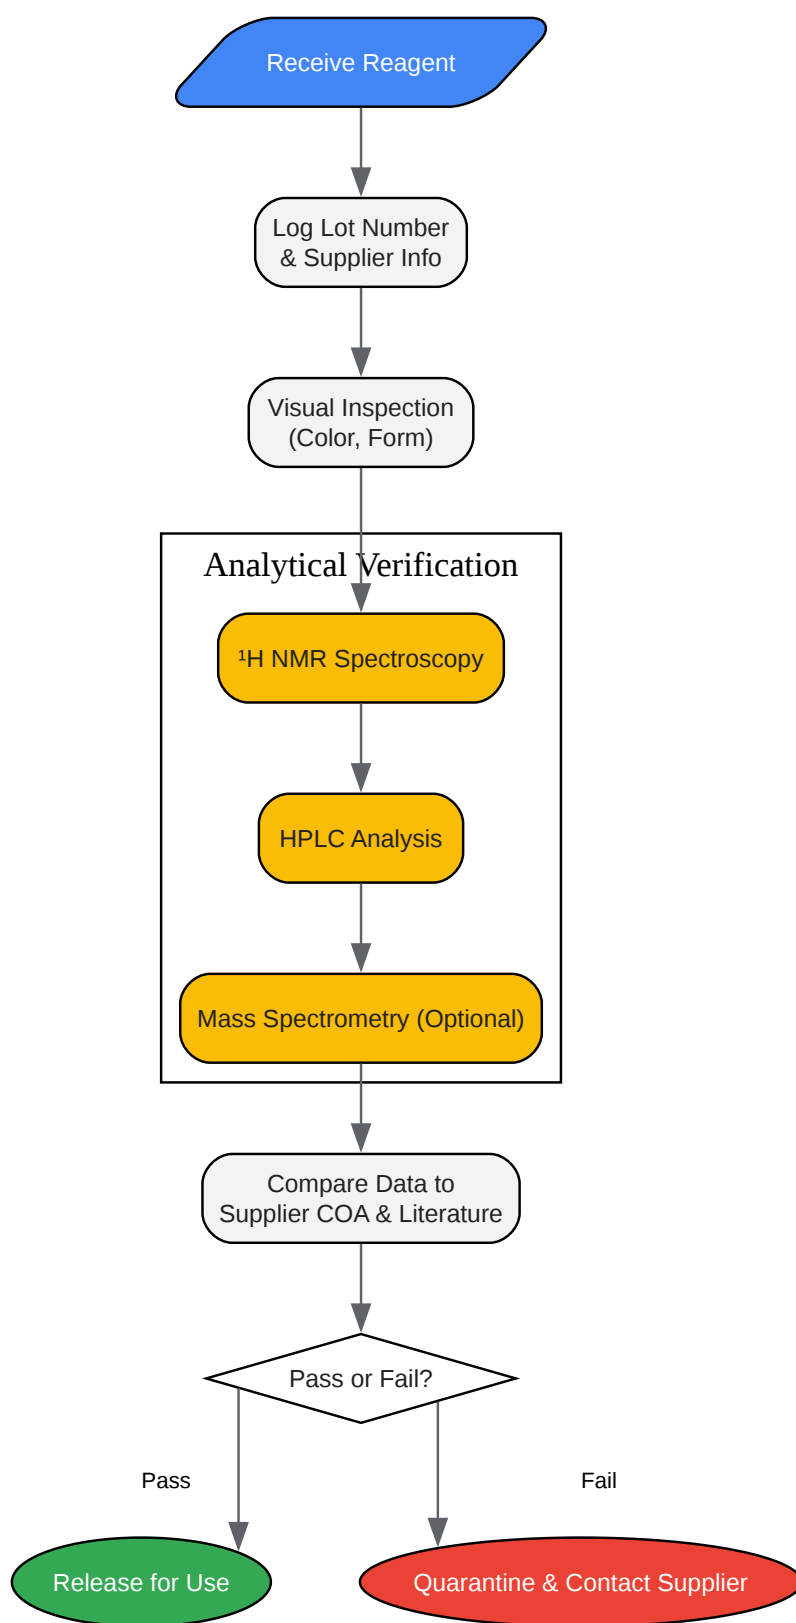 Receive Reagent
Log Lot Number
& Supplier Info
Visual Inspection
(Color, Form)
Analytical Verification
¹H NMR Spectroscopy
HPLC Analysis
Mass Spectrometry (Optional)
Compare Data to
Supplier COA & Literature
Pass or Fail?
Pass
Fail
Release for Use
Quarantine & Contact Supplier